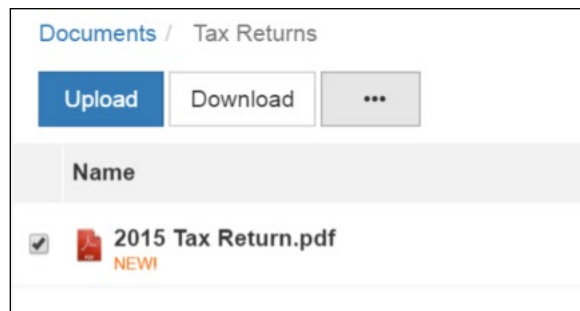 Documents / Tax Returns
Upload Download •••
Name
2015 Tax Return.pdf
NEW!